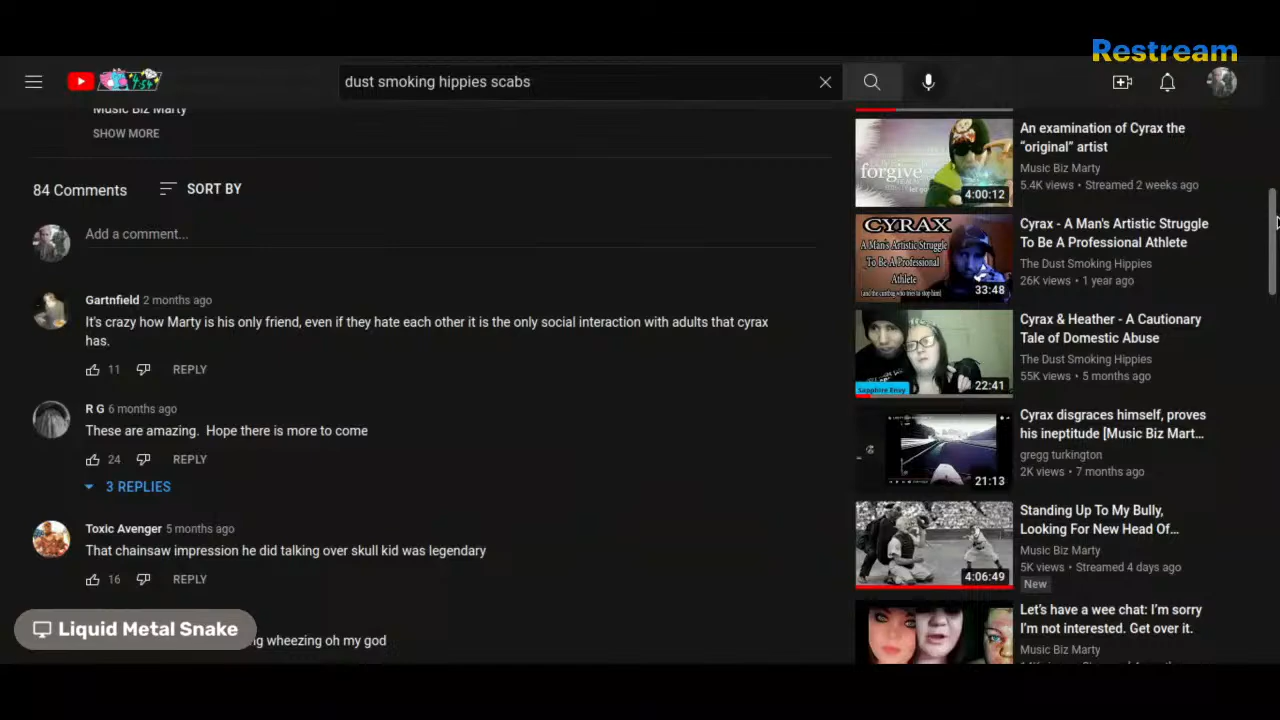 Restream
dust smoking hippies scabs
Music Biz Marty
SHOW MORE
84 Comments
SORT BY
Add a comment...
Gartnfield 2 months ago
It's crazy how Marty is his only friend, even if they hate each other it is the only social interaction with adults that cyrax
has.
11
REPLY
R G 6 months ago
These are amazing. Hope there is more to come
24
REPLY
3 REPLIES
Toxic Avenger 5 months ago
That chainsaw impression he did talking over skull kid was legendary
16
REPLY
Liquid Metal Snake
wheezing oh my god
forgive
4:00:12
An examination of Cyrax the
“original” artist
Music Biz Marty
5.4K views • Streamed 2 weeks ago
CYRAX
A Man's Artistic Struggle
To Be A Professional
Athlete
(and the cumbag who tries to stop him)
33:48
Cyrax - A Man's Artistic Struggle
To Be A Professional Athlete
The Dust Smoking Hippies
26K views • 1 year ago
Sapphire Enby
22:41
Cyrax & Heather - A Cautionary
Tale of Domestic Abuse
The Dust Smoking Hippies
55K views • 5 months ago
21:13
Cyrax disgraces himself, proves
his ineptitude [Music Biz Mart...
gregg turkington
2K views • 7 months ago
4:06:49
Standing Up To My Bully,
Looking For New Head Of...
Music Biz Marty
5K views • Streamed 4 days ago
New
Let's have a wee chat: I'm sorry
I'm not interested. Get over it.
Music Biz Marty